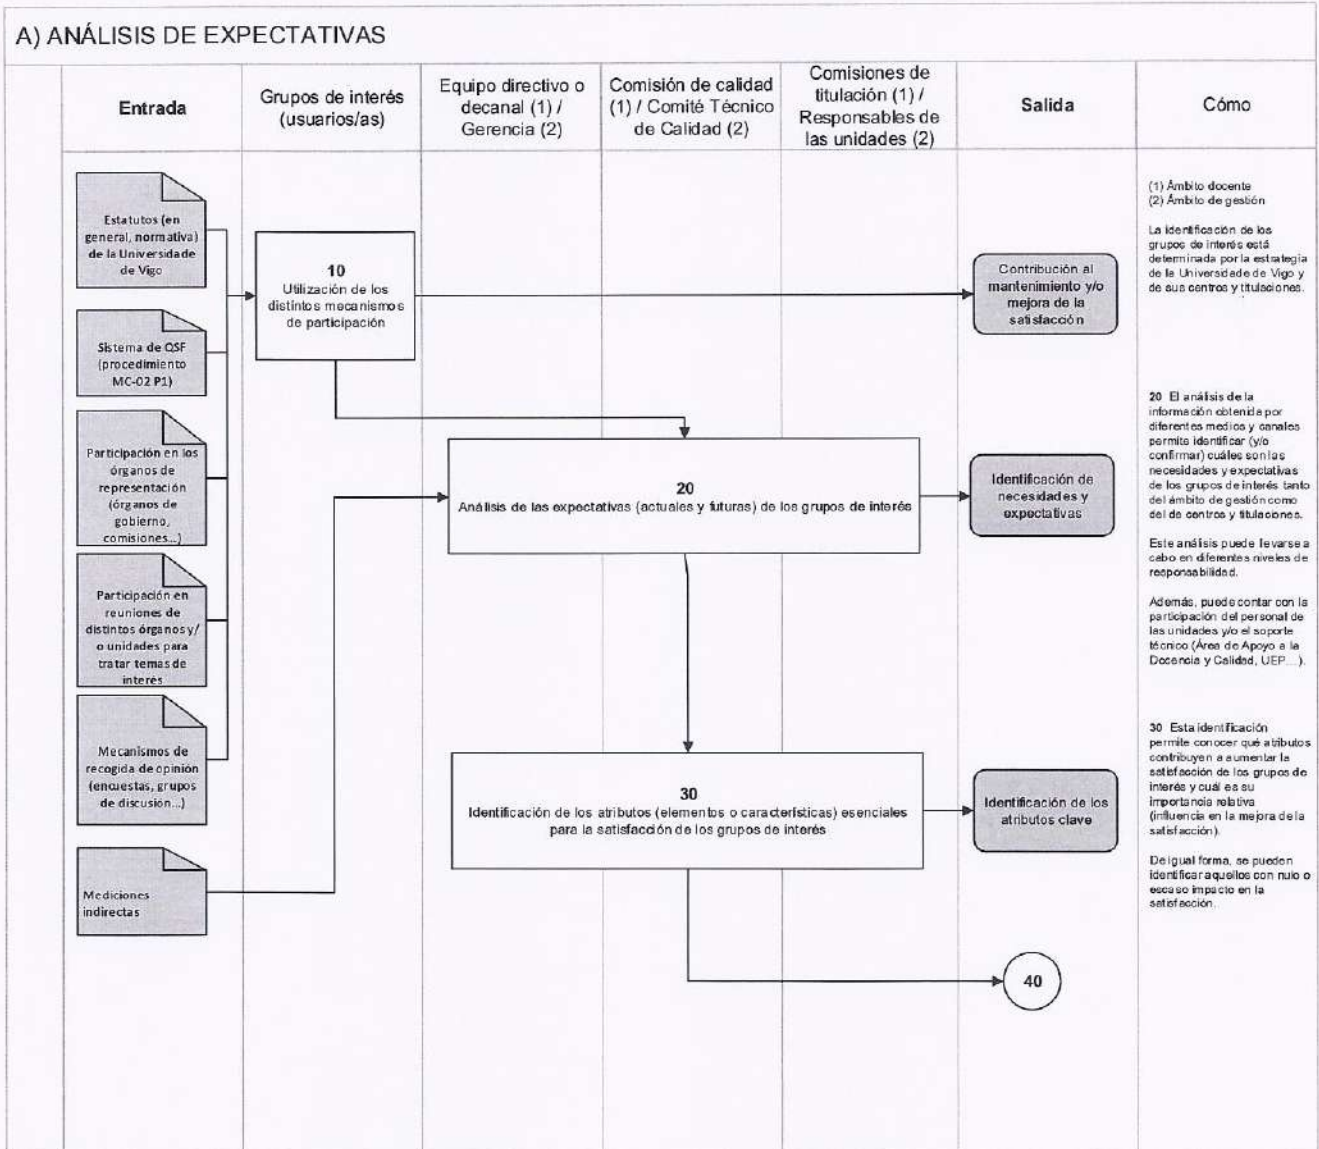 A) ANÁLISIS DE EXPECTATIVAS
Entrada
Grupos de interés
(usuarios/as)
Equipo directivo o
decanal (1) /
Gerencia (2)
Comisión de calidad
(1) / Comité Técnico
de Calidad (2)
Comisiones de
titulación (1) /
Responsables de
las unidades (2)
Salida
Cómo
Estatutos (en
general, normativa)
de la Universidade
de Vigo
Sistema de QSF
(procedimiento
MC-02 P1)
Participación en los
órganos de
representación
(órganos de
gobierno,
comisiones...)
Participación en
reuniones de
distintos órganos y/
o unidades para
tratar temas de
interés
Mecanismos de
recogida de opinión
(encuestas, grupos
de discusión...)
Mediciones
indirectas
10
Utilización de los
distintos mecanismos
de participación
20
Análisis de las expectativas (actuales y futuras) de los grupos de interés
30
Identificación de los atributos (elementos o características) esenciales
para la satisfacción de los grupos de interés
Contribución al
mantenimiento y/o
mejora de la
satisfacción
Identificación de
necesidades y
expectativas
Identificación de los
atributos clave
40
(1) Ámbito docente
(2) Ámbito de gestión
La identificación de los
grupos de interés está
determinada por la estrategia
de la Universidade de Vigo y
de sus centros y titulaciones.
20 El análisis de la
información obtenida por
diferentes medios y canales
permite identificar (y/o
confirmar) cuáles son las
necesidades y expectativas
de los grupos de interés tanto
del ámbito de gestión como
del de centros y titulaciones.
Este análisis puede llevarse a
cabo en diferentes niveles de
responsabilidad.
Además, puede contar con la
participación del personal de
las unidades y/o el soporte
técnico (Área de Apoyo a la
Docencia y Calidad, UEP...).
30 Esta identificación
permite conocer qué atributos
contribuyen a aumentar la
satisfacción de los grupos de
interés y cuál es su
importancia relativa
(influencia en la mejora de la
satisfacción).
De igual forma, se pueden
identificar aquellos con nulo o
escaso impacto en la
satisfacción.